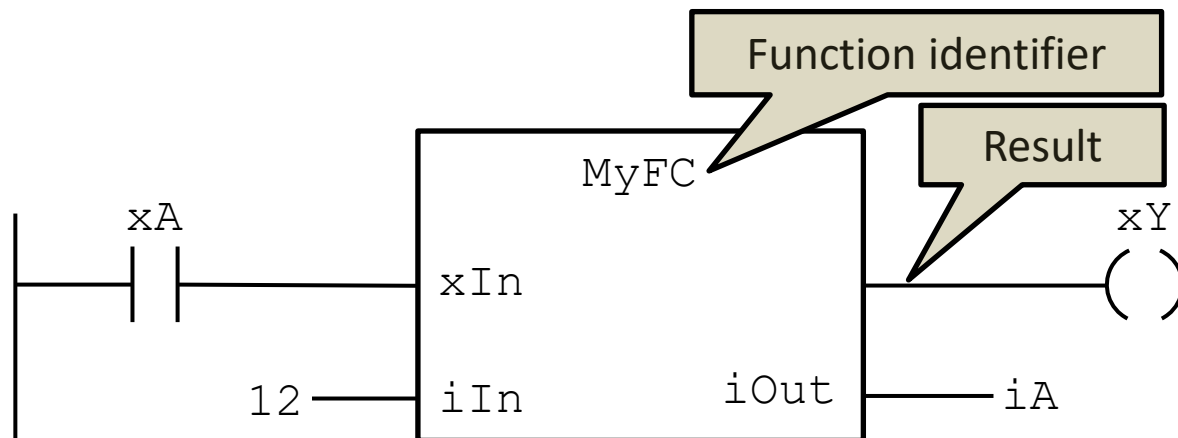 Function identifier
Result
MyFC
xA
xY
xIn
12
iIn
iOut
iA